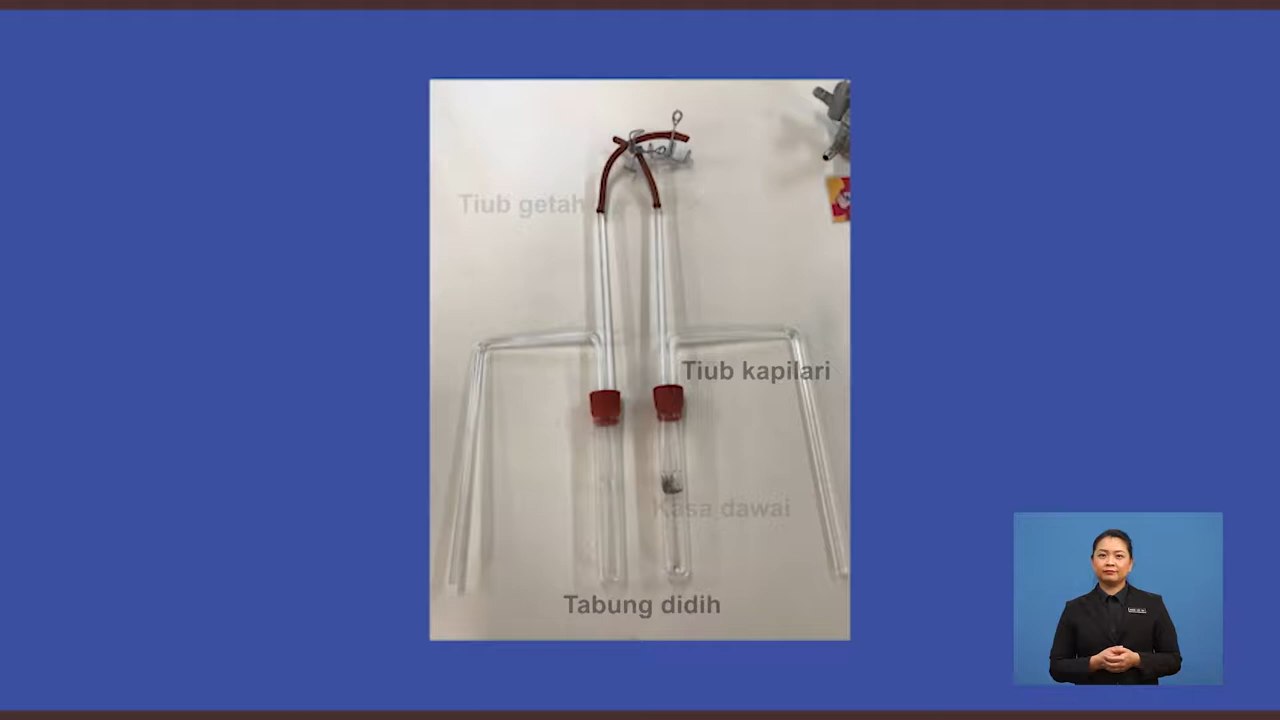 Tiub getah
Tiub kapilari
Kasa dawai
Tabung didih